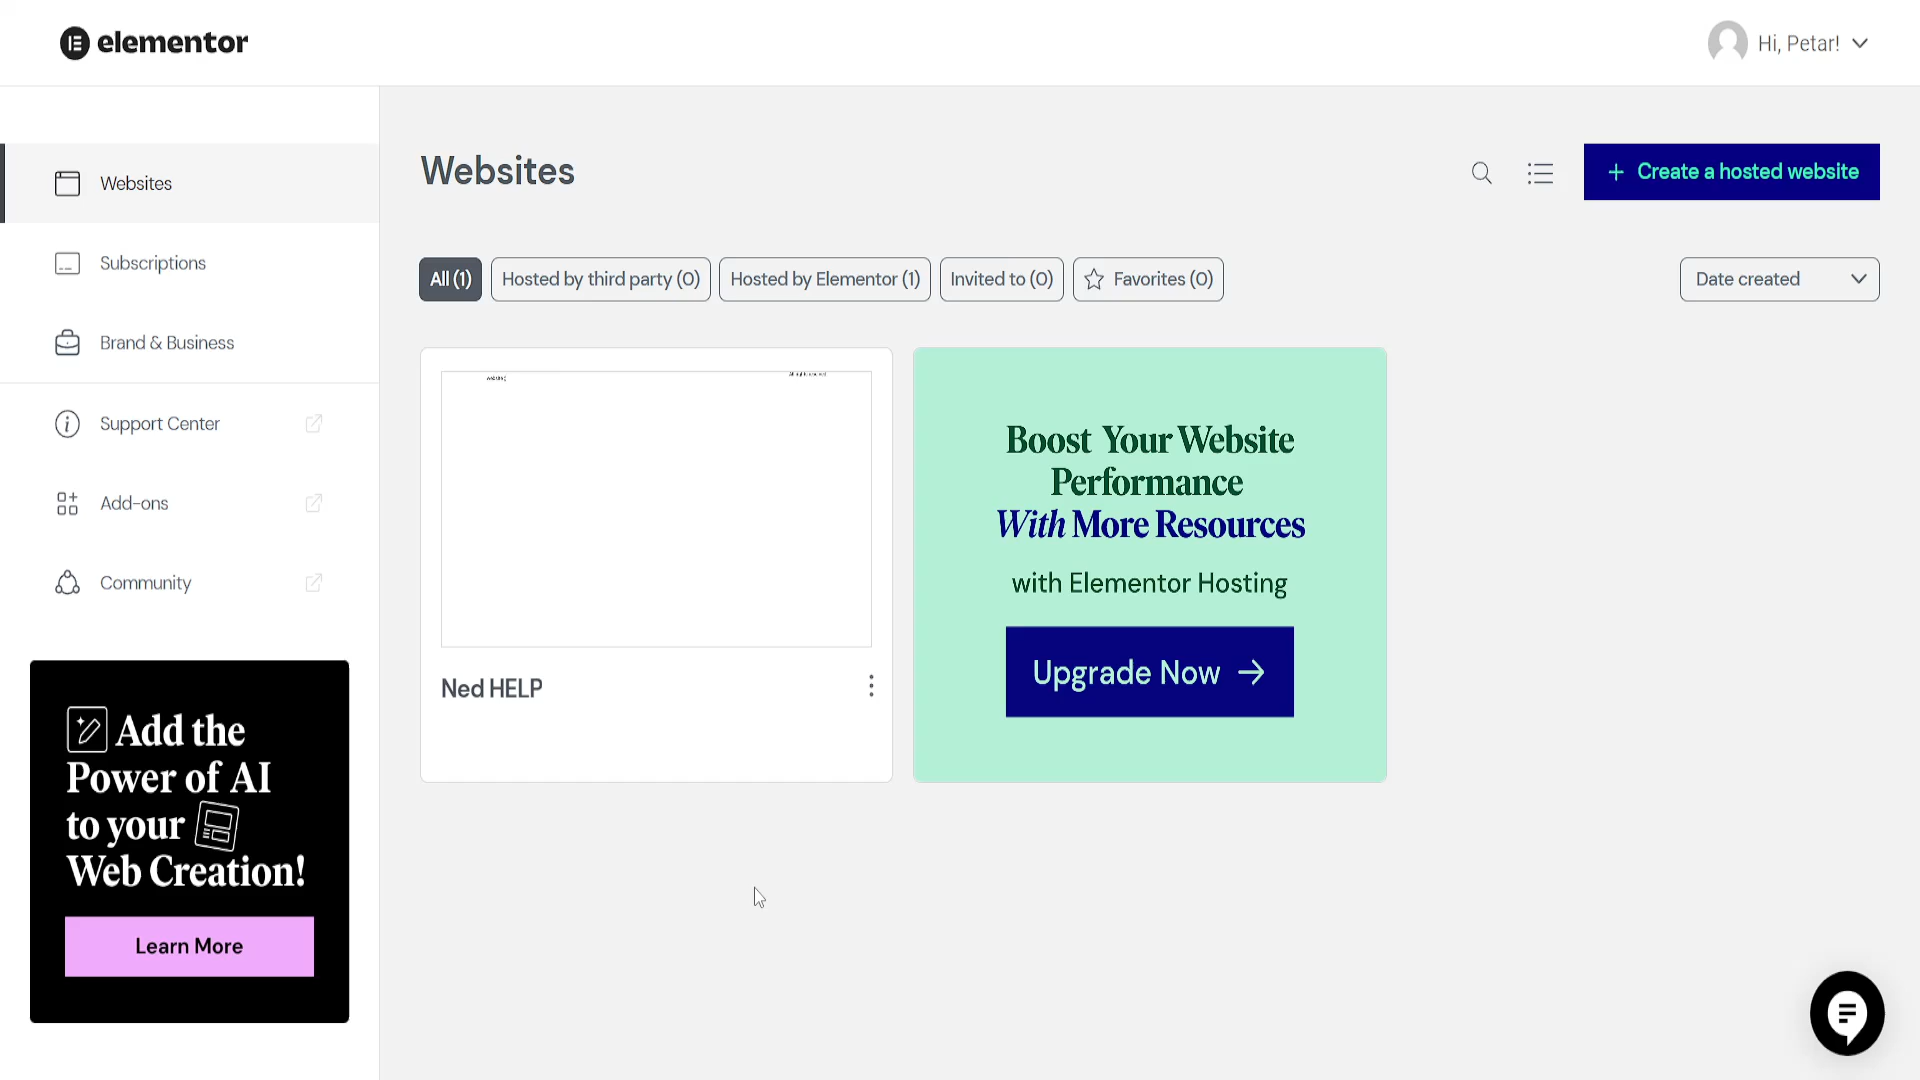 elementor
Hi, Petar!
Websites
Subscriptions
Brand & Business
Support Center
Add-ons
Community
Add the
Power of AI
to your
Web Creation!
Learn More
Websites
+ Create a hosted website
All (1)
Hosted by third party (0)
Hosted by Elementor (1)
Invited to (0)
Favorites (0)
Date created
Ned HELP
Boost Your Website
Performance
With More Resources
with Elementor Hosting
Upgrade Now →